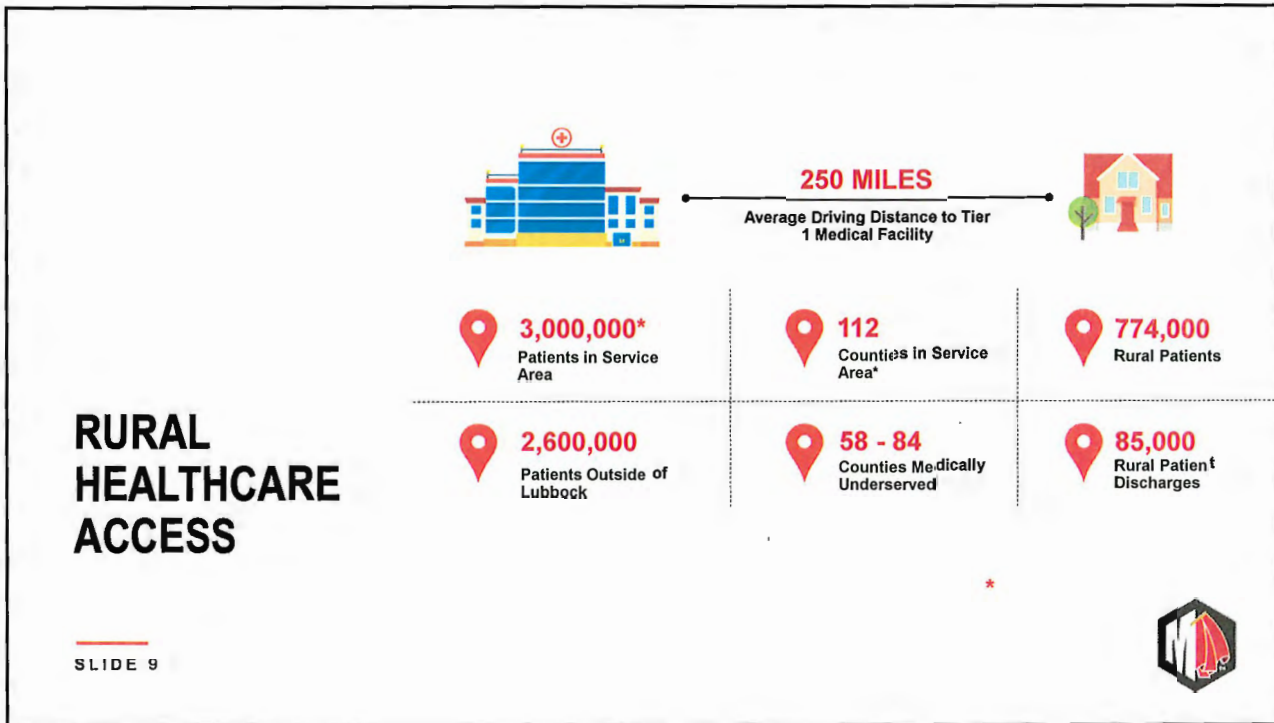 250 MILES
Average Driving Distance to Tier
1 Medical Facility
3,000,000*
Patients in Service
Area
112
Counties in Service
Area*
774,000
Rural Patients
2,600,000
Patients Outside of
Lubbock
58 - 84
Counties Medically
Underserved
85,000
Rural Patient
Discharges
RURAL
HEALTHCARE
ACCESS
*
SLIDE 9
M